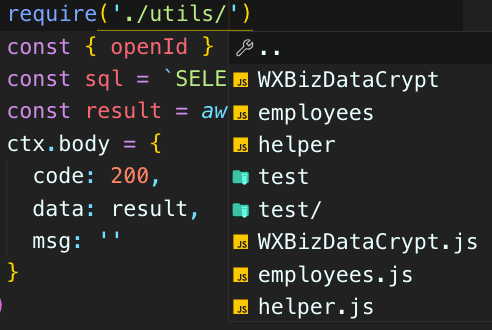 require('./utils/')
const { openId }
const sql = `SELE
const result = aw
ctx.body = {
code: 200,
data: result,
msg: ''
}
)
..
JS WXBizDataCrypt
JS employees
JS helper
test
test/
JS WXBizDataCrypt.js
JS employees.js
JS helper.js